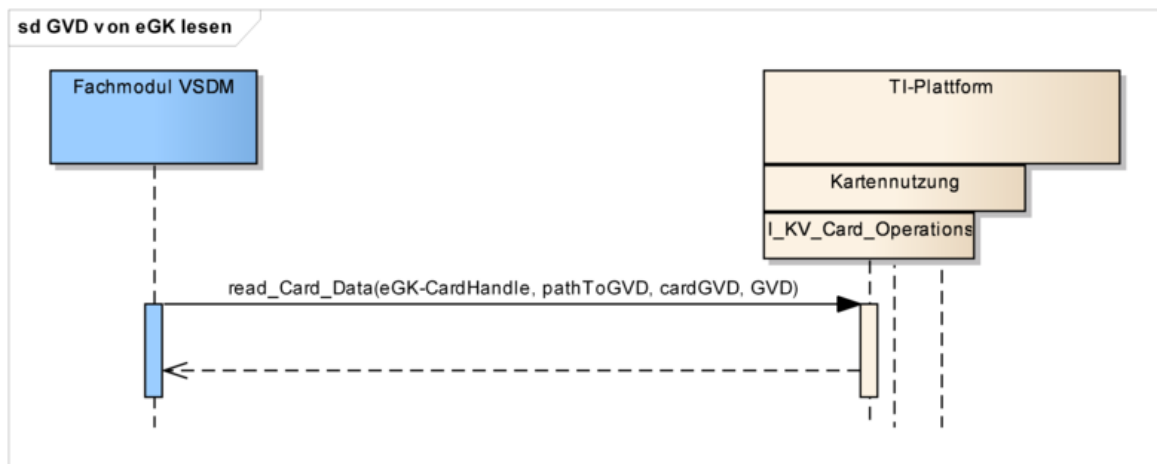 sd GVD von eGK lesen
Fachmodul VSDM
TI-Plattform
Kartennutzung
I_KV_Card_Operations
read_Card_Data(eGK-CardHandle, pathToGVD, cardGVD, GVD)